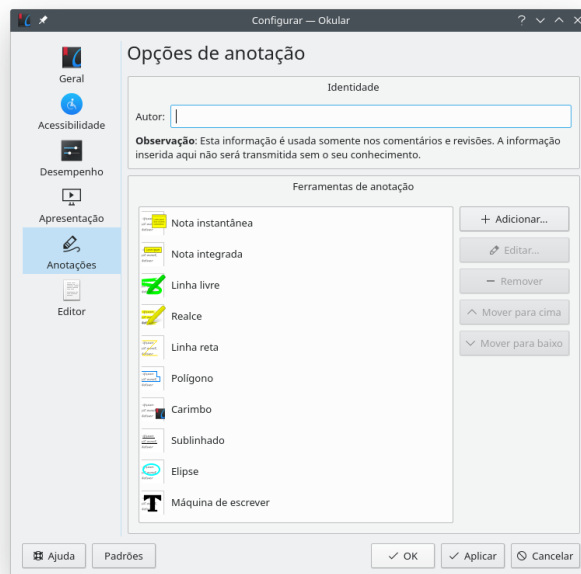 Configurar — Okular
Opções de anotação
Geral
Acessibilidade
Desempenho
Apresentação
Anotações
Editor
Identidade
Autor:
Observação: Esta informação é usada somente nos comentários e revisões. A informação
inserida aqui não será transmitida sem o seu conhecimento.
Ferramentas de anotação
Nota instantânea
Nota integrada
Linha livre
Realce
Linha reta
Polígono
Carimbo
Sublinhado
Elipse
Máquina de escrever
Adicionar...
Editar...
Remover
Mover para cima
Mover para baixo
Ajuda
Padrões
OK
Aplicar
Cancelar